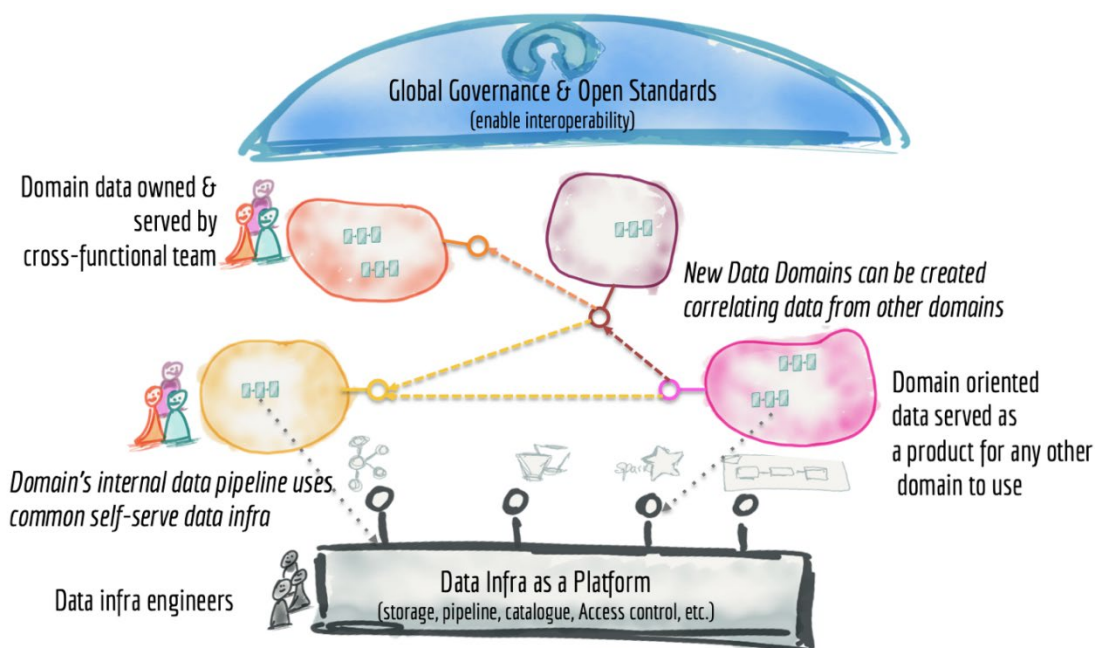 Global Governance & Open Standards
(enable interoperability)
Domain data owned &
served by
cross-functional team
New Data Domains can be created
correlating data from other domains
Domain oriented
data served as
a product for any other
domain to use
Domain's internal data pipeline uses
common self-serve data infra
Spark
Data infra engineers
Data Infra as a Platform
(storage, pipeline, catalogue, Access control, etc.)